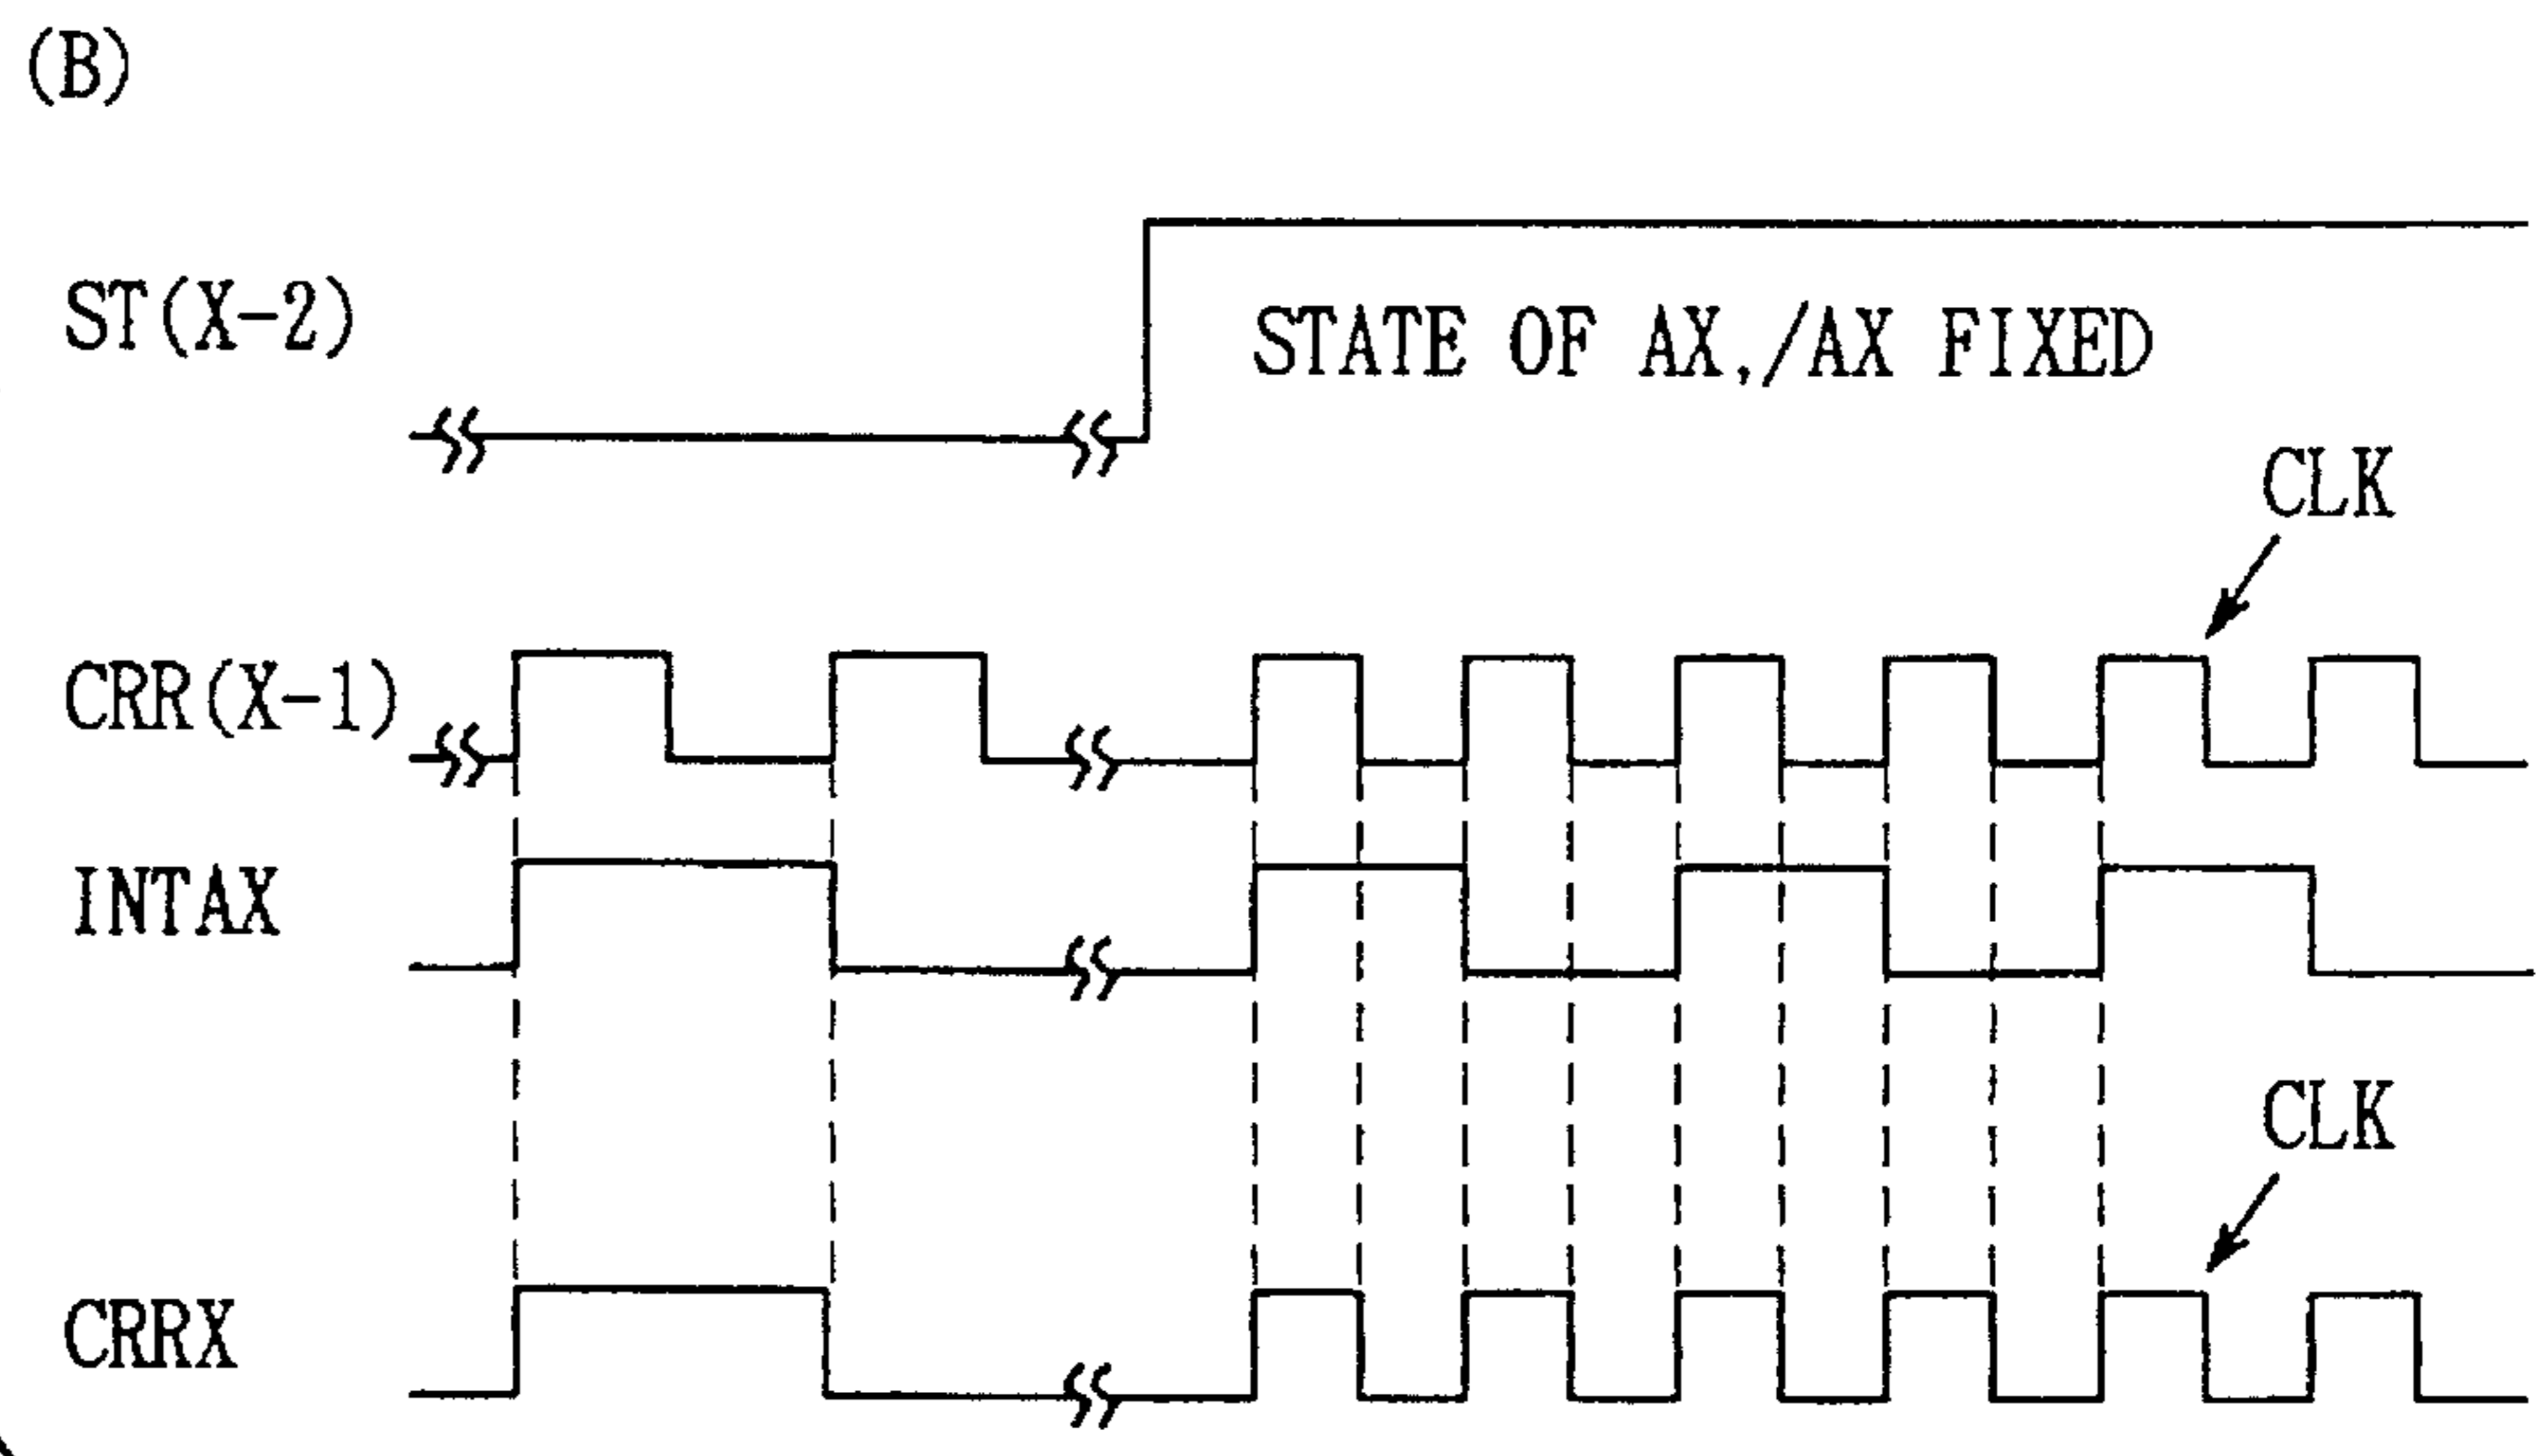 (B)
ST(X-2)
STATE OF AX,/AX FIXED
CLK
CRR(X-1)
INTAX
CLK
CRRX